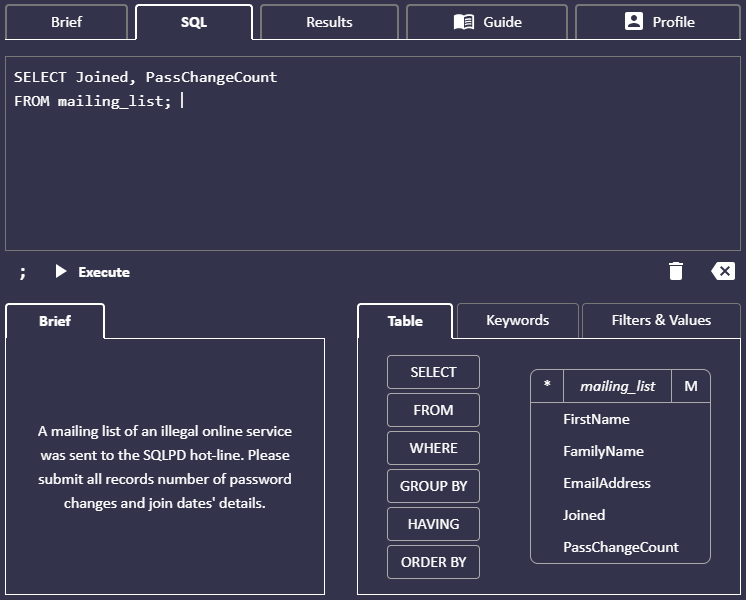 Brief
SQL
Results
Guide
Profile
SELECT Joined, PassChangeCount
FROM mailing_list;
;
Execute
Brief
A mailing list of an illegal online service
was sent to the SQLPD hot-line. Please
submit all records number of password
changes and join dates' details.
Table
Keywords
Filters & Values
SELECT
FROM
WHERE
GROUP BY
HAVING
ORDER BY
* mailing_list M
FirstName
FamilyName
EmailAddress
Joined
PassChangeCount